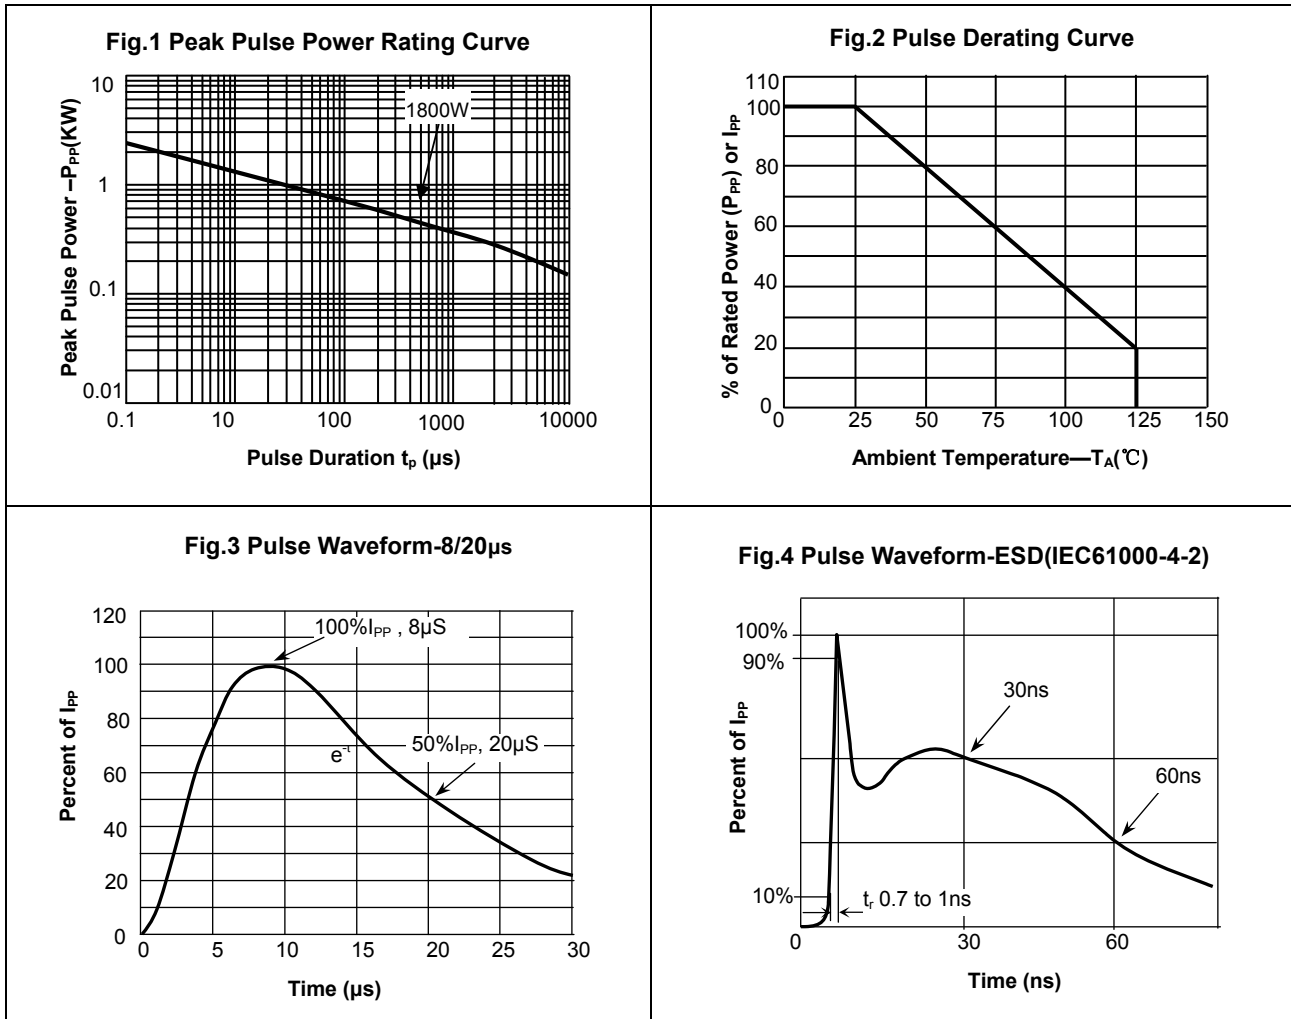 Fig.1 Peak Pulse Power Rating Curve
Peak Pulse Power –PPP(KW)
10
1
0.1
0.01
1800W
0.1 10 100 1000 10000
Pulse Duration tp (µs)
Fig.2 Pulse Derating Curve
% of Rated Power (PPP) or IPP
110
100
80
60
40
20
0
0 25 50 75 100 125 150
Ambient Temperature—TA(℃)
Fig.3 Pulse Waveform-8/20µs
Percent of IPP
120
100
80
60
40
20
0
100%IPP , 8µS
e-t
50%IPP, 20µS
0 5 10 15 20 25 30
Time (µs)
Fig.4 Pulse Waveform-ESD(IEC61000-4-2)
Percent of IPP
100%
90%
10%
30ns
60ns
tr 0.7 to 1ns
0 30 60
Time (ns)